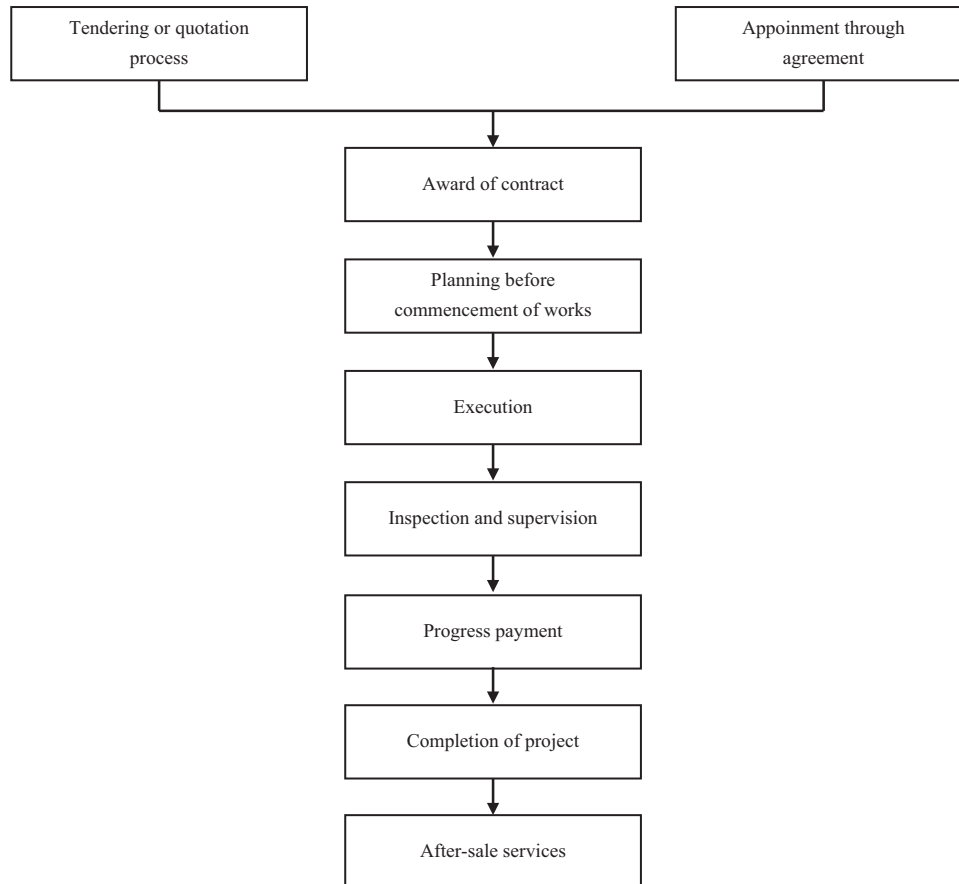 Tendering or quotation
process
Appoinment through
agreement
Award of contract
Planning before
commencement of works
Execution
Inspection and supervision
Progress payment
Completion of project
After-sale services